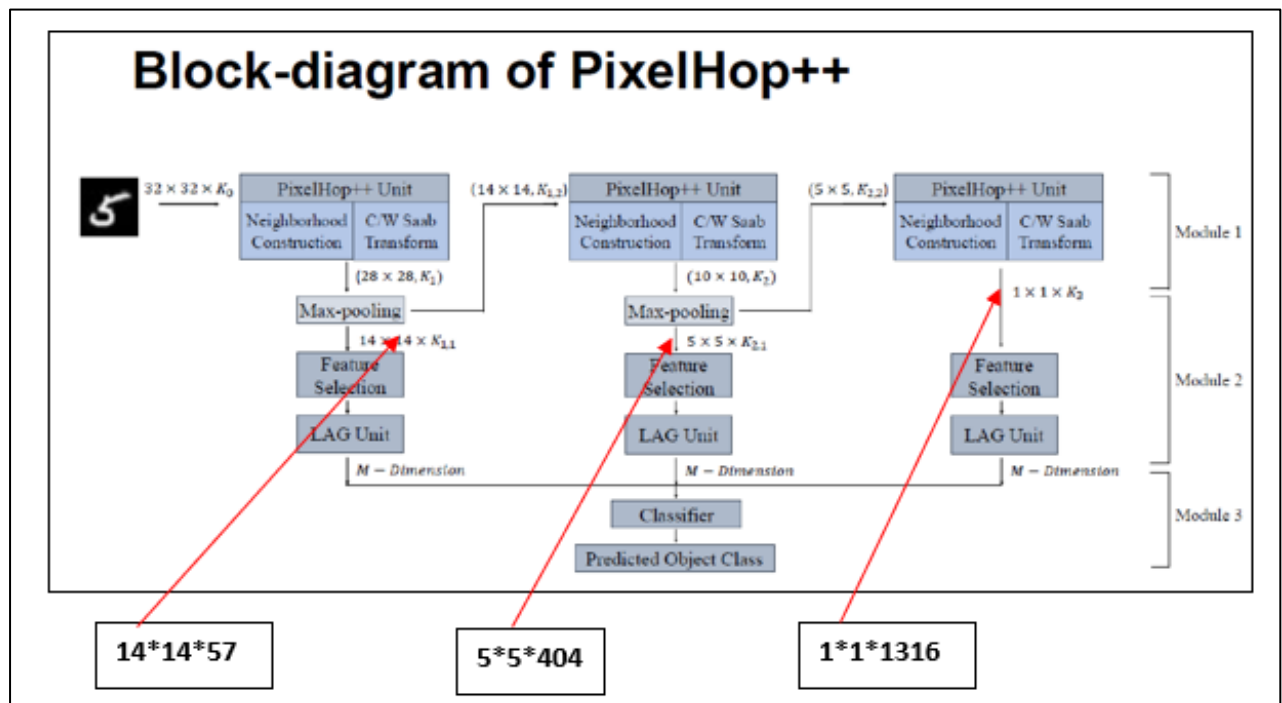 Block-diagram of PixelHop++
32 × 32 × K₀
(14 × 14, K₁,₂)
(5 × 5, K₂,₂)
PixelHop++ Unit
PixelHop++ Unit
PixelHop++ Unit
Neighborhood Construction
C/W Saab Transform
Neighborhood Construction
C/W Saab Transform
Neighborhood Construction
C/W Saab Transform
Module 1
(28 × 28, K₁)
(10 × 10, K₂)
1 × 1 × K₃
Max-pooling
Max-pooling
14 × 14 × K₁,₁
5 × 5 × K₂,₁
Feature Selection
Feature Selection
Feature Selection
Module 2
LAG Unit
LAG Unit
LAG Unit
M − Dimension
M − Dimension
M − Dimension
Classifier
Module 3
Predicted Object Class
14*14*57
5*5*404
1*1*1316